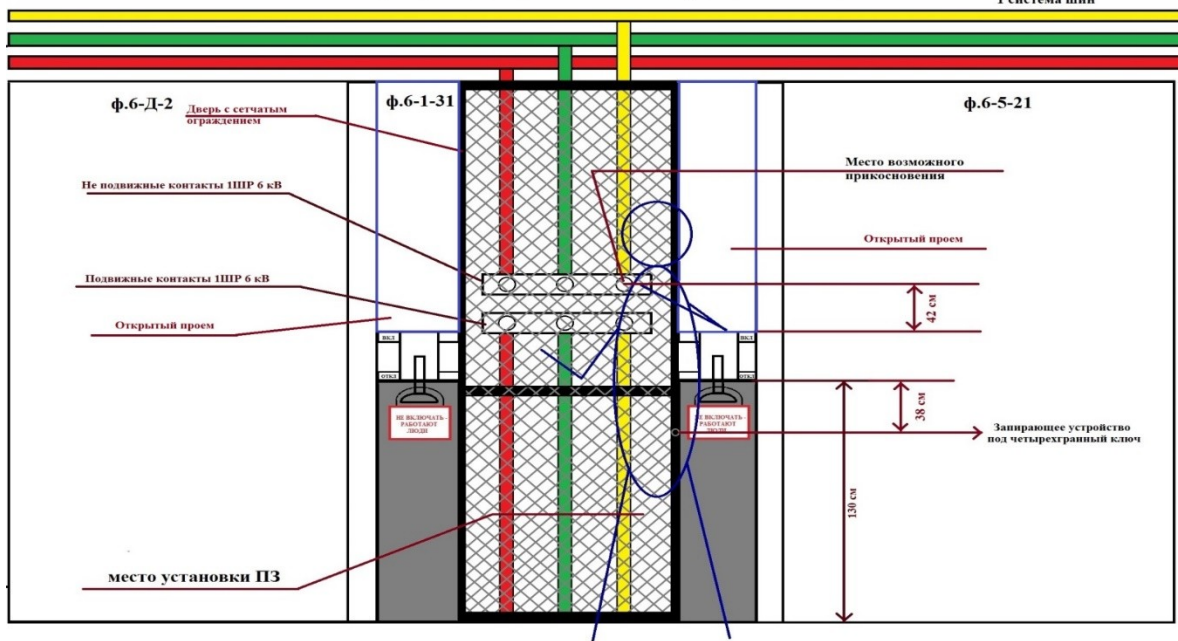 1 система шин
ф.6-Д-2
Дверь с сетчатым
ограждением
ф.6-1-31
ф.6-5-21
Место возможного
прикосновения
Не подвижные контакты 1ШР 6 кВ
Открытый проем
Подвижные контакты 1ШР 6 кВ
42 см
Открытый проем
вкл
вкл
откл
откл
НЕ ВКЛЮЧАТЬ -
РАБОТАЮТ
ЛЮДИ
НЕ ВКЛЮЧАТЬ -
РАБОТАЮТ
ЛЮДИ
38 см
Запирающее устройство
под четырехгранный ключ
130 см
место установки ПЗ